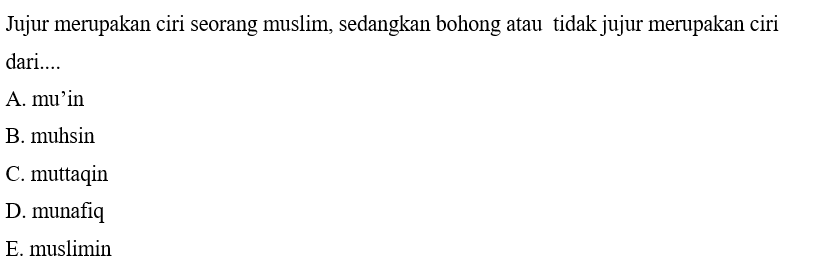 Jujur merupakan ciri seorang muslim, sedangkan bohong atau  tidak jujur merupakan ciri
dari....
A. mu’in
B. muhsin
C. muttaqin
D. munafiq
E. muslimin